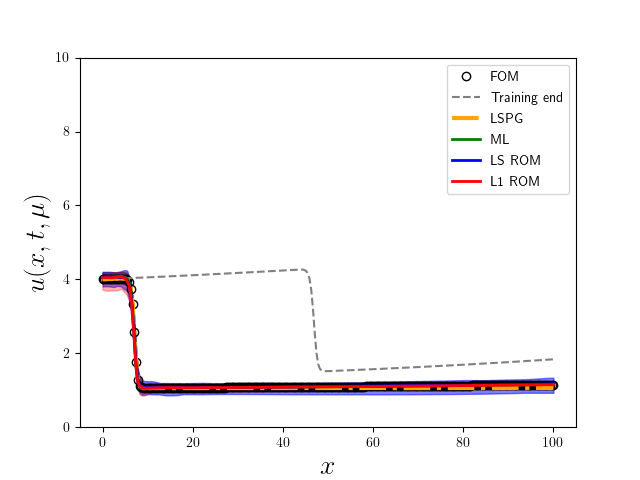 10
8
6
4
2
0
u(x, t, μ)
0 20 40 60 80 100
x
FOM
Training end
LSPG
ML
LS ROM
L1 ROM